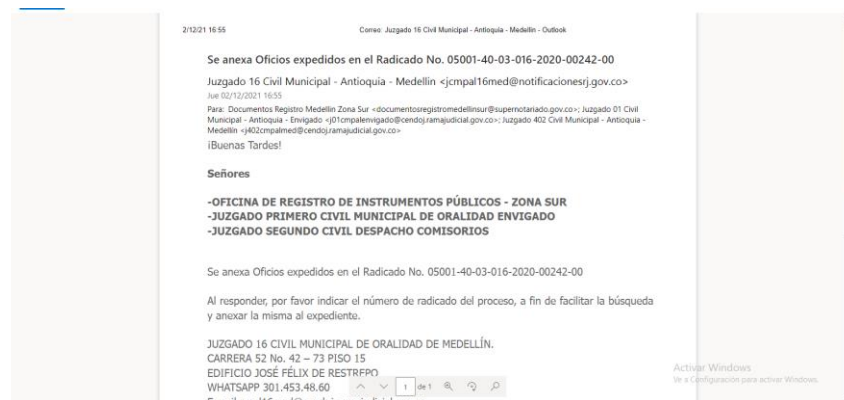 2/12/21 16:55 Correo: Juzgado 16 Civil Municipal - Antioquia - Medellin - Outlook
Se anexa Oficios expedidos en el Radicado No. 05001-40-03-016-2020-00242-00
Juzgado 16 Civil Municipal - Antioquia - Medellin <jcmpal16med@notificacionesrj.gov.co>
Jue 02/12/2021 16:55
Para: Documentos Registro Medellin Zona Sur <documentosregistromedellinsur@supernotariado.gov.co>; Juzgado 01 Civil
Municipal - Antioquia - Envigado <j01cmpalenvigado@cendoj.ramajudicial.gov.co>; Juzgado 402 Civil Municipal - Antioquia -
Medellin <j402cmpalmed@cendoj.ramajudicial.gov.co>
¡Buenas Tardes!
Señores
-OFICINA DE REGISTRO DE INSTRUMENTOS PÚBLICOS - ZONA SUR
-JUZGADO PRIMERO CIVIL MUNICIPAL DE ORALIDAD ENVIGADO
-JUZGADO SEGUNDO CIVIL DESPACHO COMISORIOS
Se anexa Oficios expedidos en el Radicado No. 05001-40-03-016-2020-00242-00
Al responder, por favor indicar el número de radicado del proceso, a fin de facilitar la búsqueda
y anexar la misma al expediente.
JUZGADO 16 CIVIL MUNICIPAL DE ORALIDAD DE MEDELLÍN.
CARRERA 52 No. 42 – 73 PISO 15
EDIFICIO JOSÉ FÉLIX DE RESTREPO
WHATSAPP 301.453.48.60
1 de 1
Activar Windows
Ve a Configuración para activar Windows.